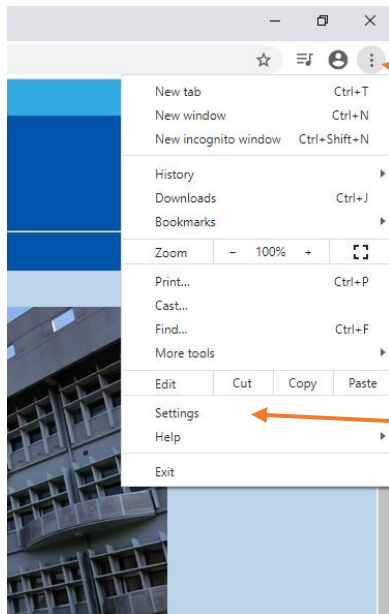 New tab Ctrl+T
New window Ctrl+N
New incognito window Ctrl+Shift+N
History
Downloads Ctrl+J
Bookmarks
Zoom - 100% +
Print... Ctrl+P
Cast...
Find... Ctrl+F
More tools
Edit Cut Copy Paste
Settings
Help
Exit